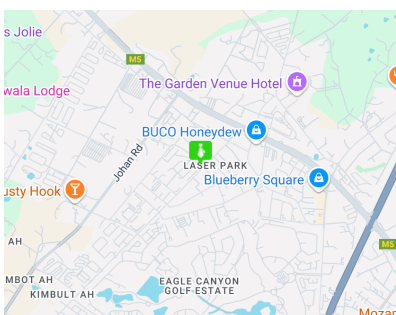 s Jolie
M5
The Garden Venue Hotel
wala Lodge
BUCO Honeydew
Johan Rd
LASER PARK
Blueberry Square
usty Hook
AH
M5
MBOT AH
KIMBULT AH
EAGLE CANYON
GOLF ESTATE
Mozar